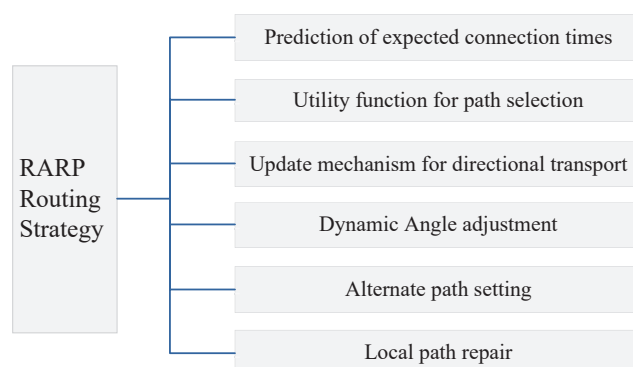 RARP
Routing
Strategy
Prediction of expected connection times
Utility function for path selection
Update mechanism for directional transport
Dynamic Angle adjustment
Alternate path setting
Local path repair